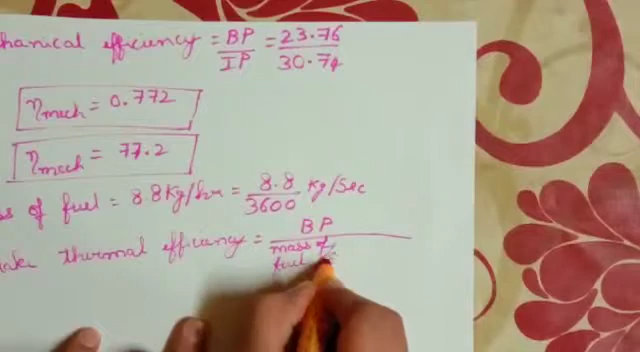 hanical efficiency = BP/IP = 23.76/30.74
ηmech = 0.772
ηmech = 77.2
ss of fuel = 8.8 Kg/hr = 8.8/3600 Kg/sec
ake thermal efficiency = BP/mass of fuel